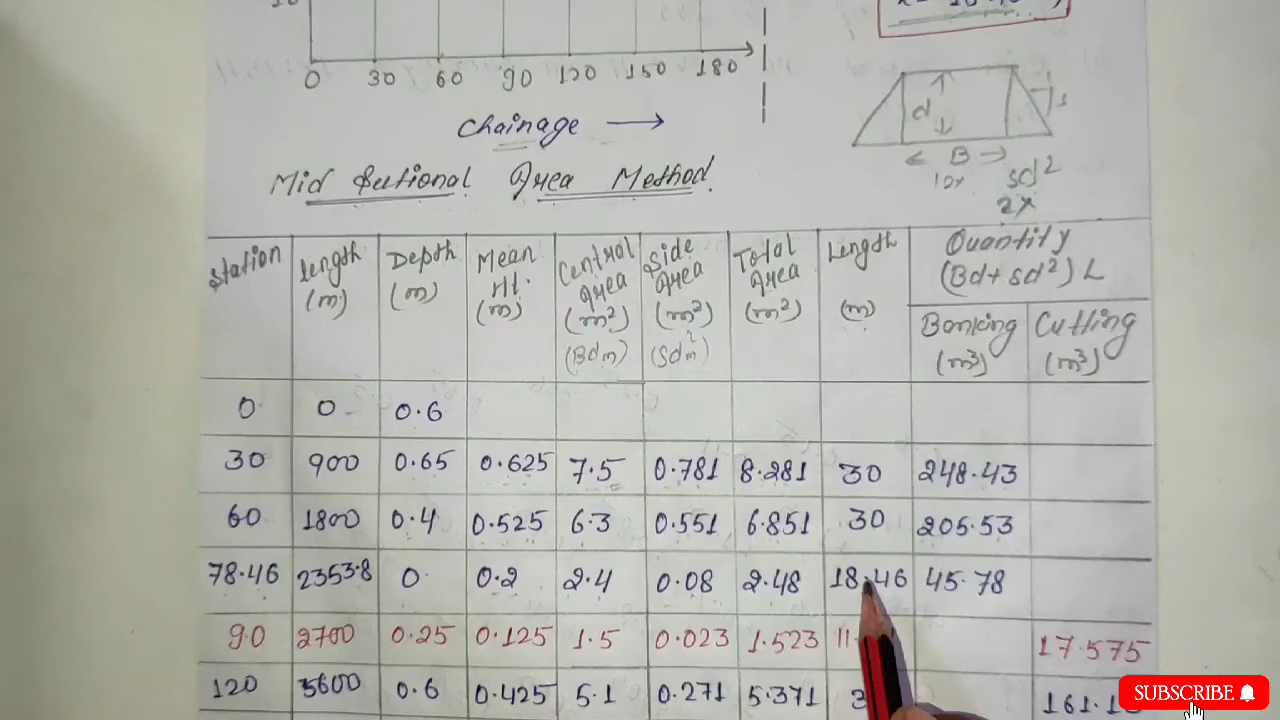 0 30 60 90 120 150 180
Chainage
d
B
Sd²
2x
Mid Sectional Area Method
Station length (m) Depth (m) Mean Ht. (m) Central Area (m²) (Bdm) Side Area (m²) (Sd²m) Total Area (m²) Length (m) Quantity (Bd+Sd²) L
Banking (m³) Cutting (m³)
0 0 0.6
30 900 0.65 0.625 7.5 0.781 8.281 30 248.43
60 1800 0.4 0.525 6.3 0.551 6.851 30 205.53
78.46 2353.8 0 0.2 2.4 0.08 2.48 18.46 45.78
90 2700 0.25 0.125 1.5 0.023 1.523 17.575
120 3600 0.6 0.425 5.1 0.271 5.371
SUBSCRIBE